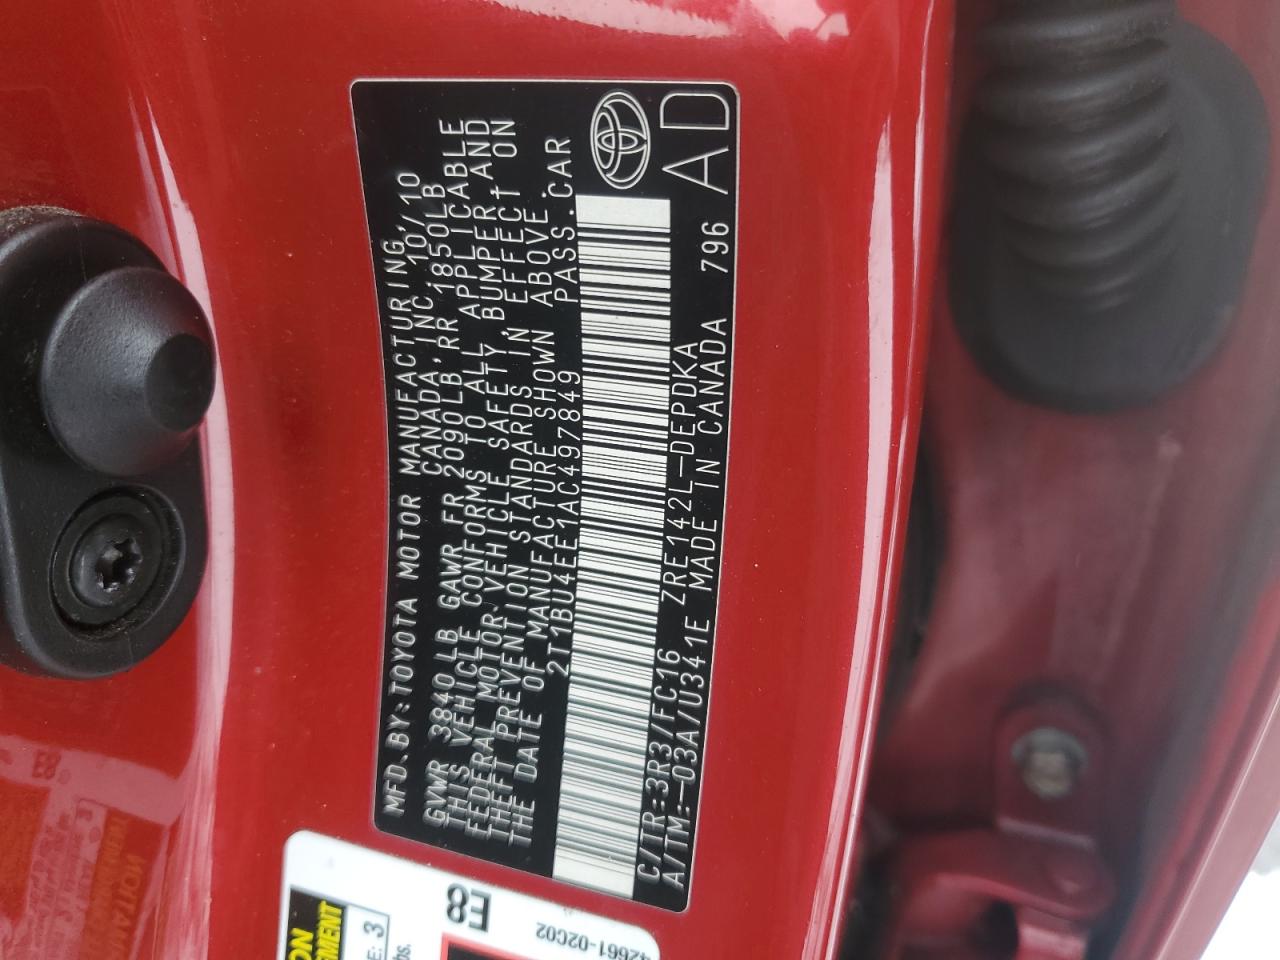 MFD. BY: TOYOTA MOTOR MANUFACTURING,
CANADA, INC. 10/10
GVWR 3840LB GAWR FR 2090LB, RR 1850LB
THIS VEHICLE CONFORMS TO ALL APPLICABLE
FEDERAL MOTOR VEHICLE SAFETY, BUMPER, AND
THEFT PREVENTION STANDARDS IN EFFECT ON
THE DATE OF MANUFACTURE SHOWN ABOVE.
2T1BU4EE1AC497849 PASS. CAR
C/TR:3R3/FC16 ZRE142L-DEPDKA
A/TM:-03A/U341E MADE IN CANADA 796
AD
E8
42661-02C02
3